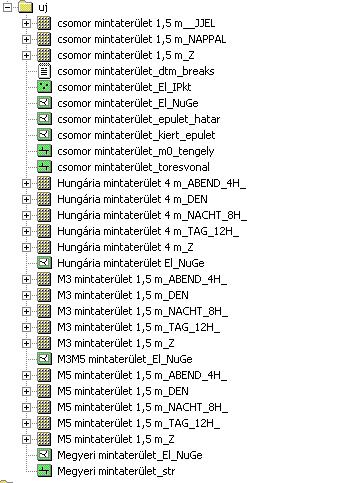 uj
csomor mintaterület 1,5 m__JJEL
csomor mintaterület 1,5 m_NAPPAL
csomor mintaterület 1,5 m_Z
csomor mintaterület_dtm_breaks
csomor mintaterület_El_IPkt
csomor mintaterület_El_NuGe
csomor mintaterület_epulet_hatar
csomor mintaterület_kiert_epulet
csomor mintaterület_m0_tengely
csomor mintaterület_toresvonal
Hungária mintaterület 4 m_ABEND_4H_
Hungária mintaterület 4 m_DEN
Hungária mintaterület 4 m_NACHT_8H_
Hungária mintaterület 4 m_TAG_12H_
Hungária mintaterület 4 m_Z
Hungária mintaterület El_NuGe
M3 mintaterület 1,5 m_ABEND_4H_
M3 mintaterület 1,5 m_DEN
M3 mintaterület 1,5 m_NACHT_8H_
M3 mintaterület 1,5 m_TAG_12H_
M3 mintaterület 1,5 m_Z
M3M5 mintaterület_El_NuGe
M5 mintaterület 1,5 m_ABEND_4H_
M5 mintaterület 1,5 m_DEN
M5 mintaterület 1,5 m_NACHT_8H_
M5 mintaterület 1,5 m_TAG_12H_
M5 mintaterület 1,5 m_Z
Megyeri mintaterület_El_NuGe
Megyeri mintaterület_str